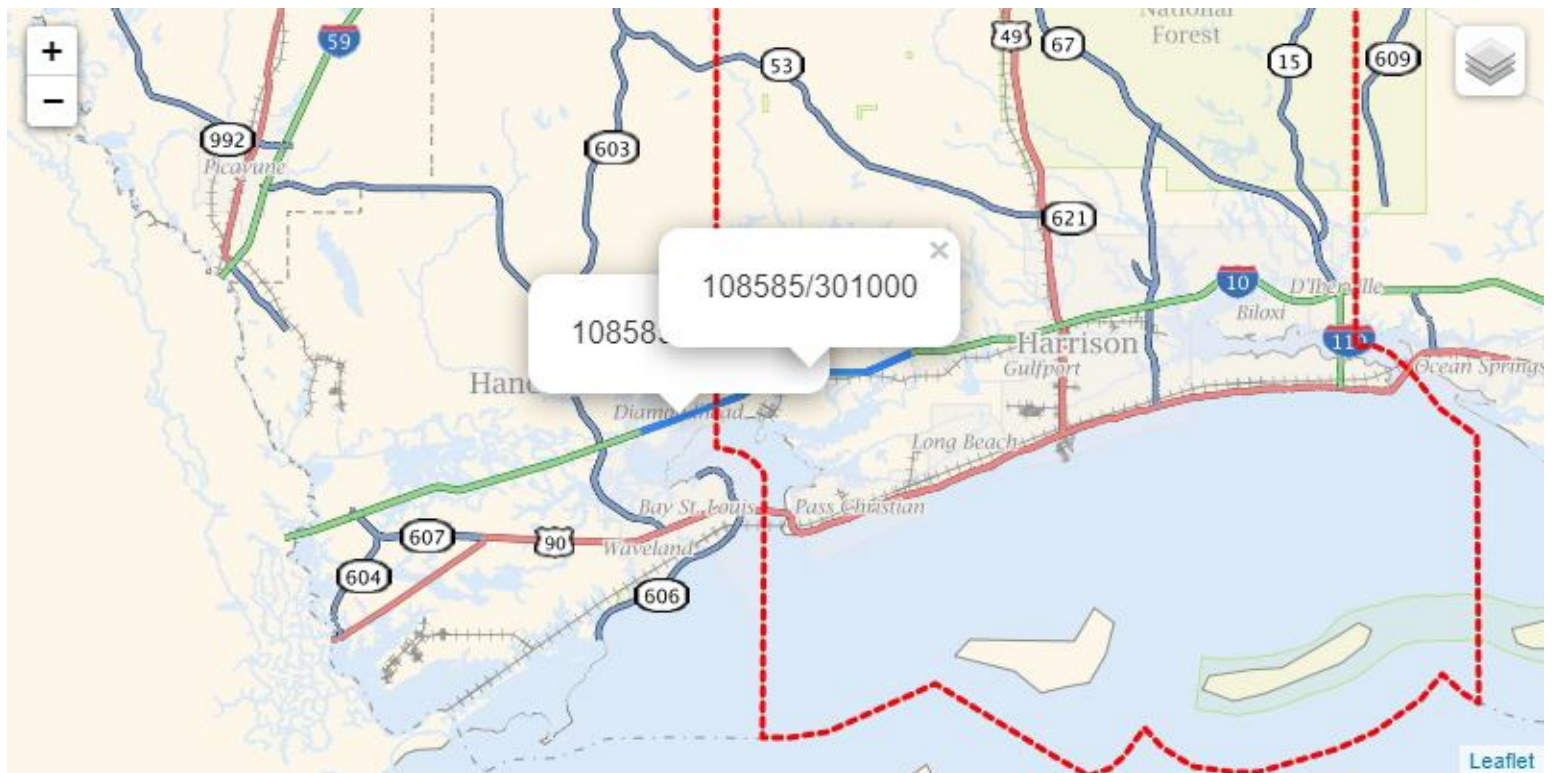 +
−
59
National
Forest
49
67
53
15
609
992
Picayune
603
621
×
108585/301000
10
D'Iberville
Biloxi
Harrison
Gulfport
Ocean Springs
Long Beach
Bay St. Louis
Pass Christian
607
90
Waveland
604
606
Leaflet